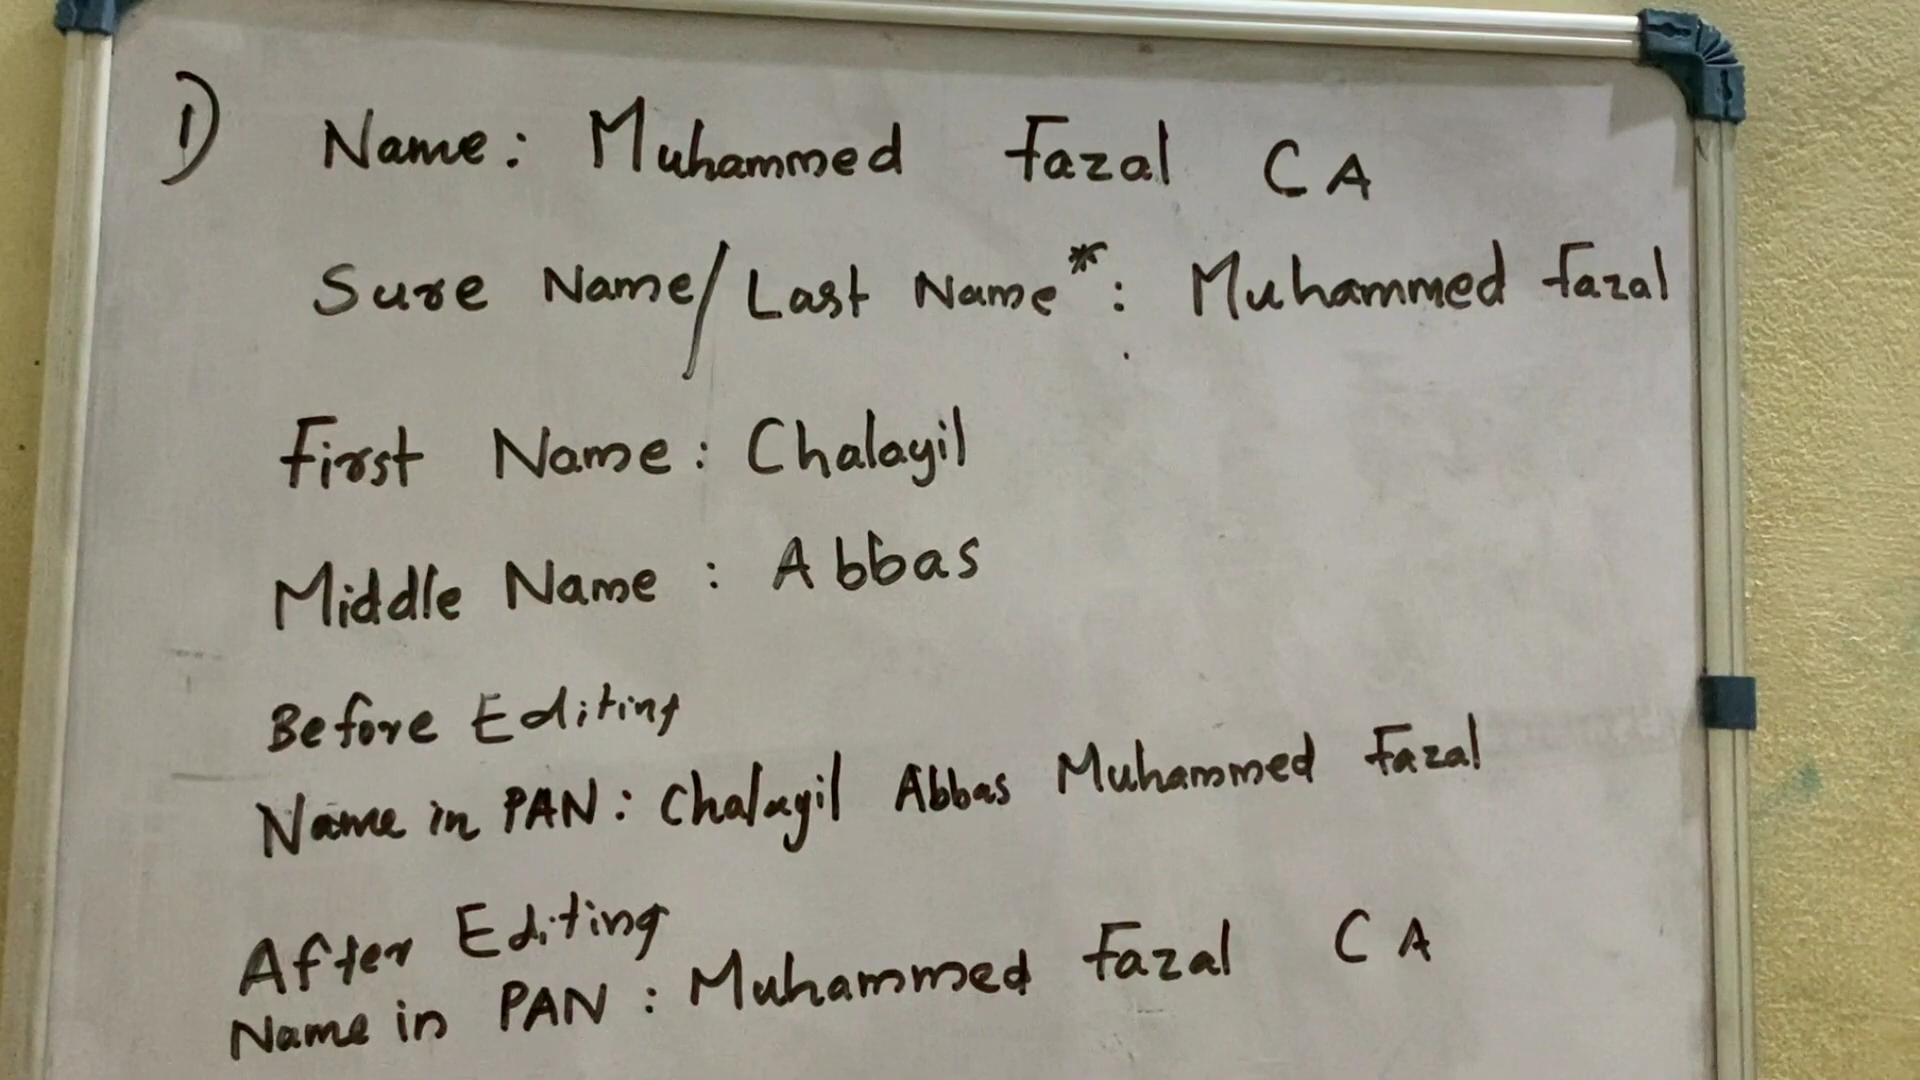 1) Name: Muhammed Fazal CA
Sure Name/Last Name*: Muhammed Fazal
First Name: Chalayil
Middle Name: Abbas
Before Editing
Name in PAN: Chalayil Abbas Muhammed Fazal
After Editing
Name in PAN: Muhammed Fazal CA